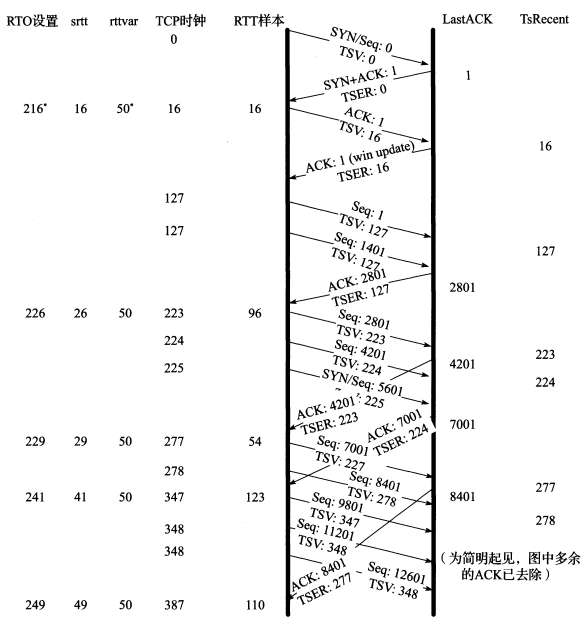 RTO设置 srtt rttvar TCP时钟 RTT样本 LastACK TsRecent
0
SYN/Seq: 0
TSV: 0
SYN+ACK: 1
TSER: 0
1
216* 16 50* 16 16
ACK: 1
TSV: 16
16
ACK: 1 (win update)
TSER: 16
127
Seq: 1
TSV: 127
127
Seq: 1401
TSV: 127
127
ACK: 2801
TSER: 127
2801
226 26 50 223 96
Seq: 2801
TSV: 223
224
Seq: 4201
TSV: 224
223
4201
225
SYN/Seq: 5601
: 225
224
ACK: 4201
TSER: 223
ACK: 7001
TSER: 224
7001
229 29 50 277 54
Seq: 7001
TSV: 227
278
Seq: 8401
TSV: 278
277
241 41 50 347 123
8401
Seq: 9801
TSV: 347
278
348
Seq: 11201
TSV: 348
348
(为简明起见，图中多余
的ACK已去除)
ACK: 8401
TSER: 277
Seq: 12601
TSV: 348
249 49 50 387 110